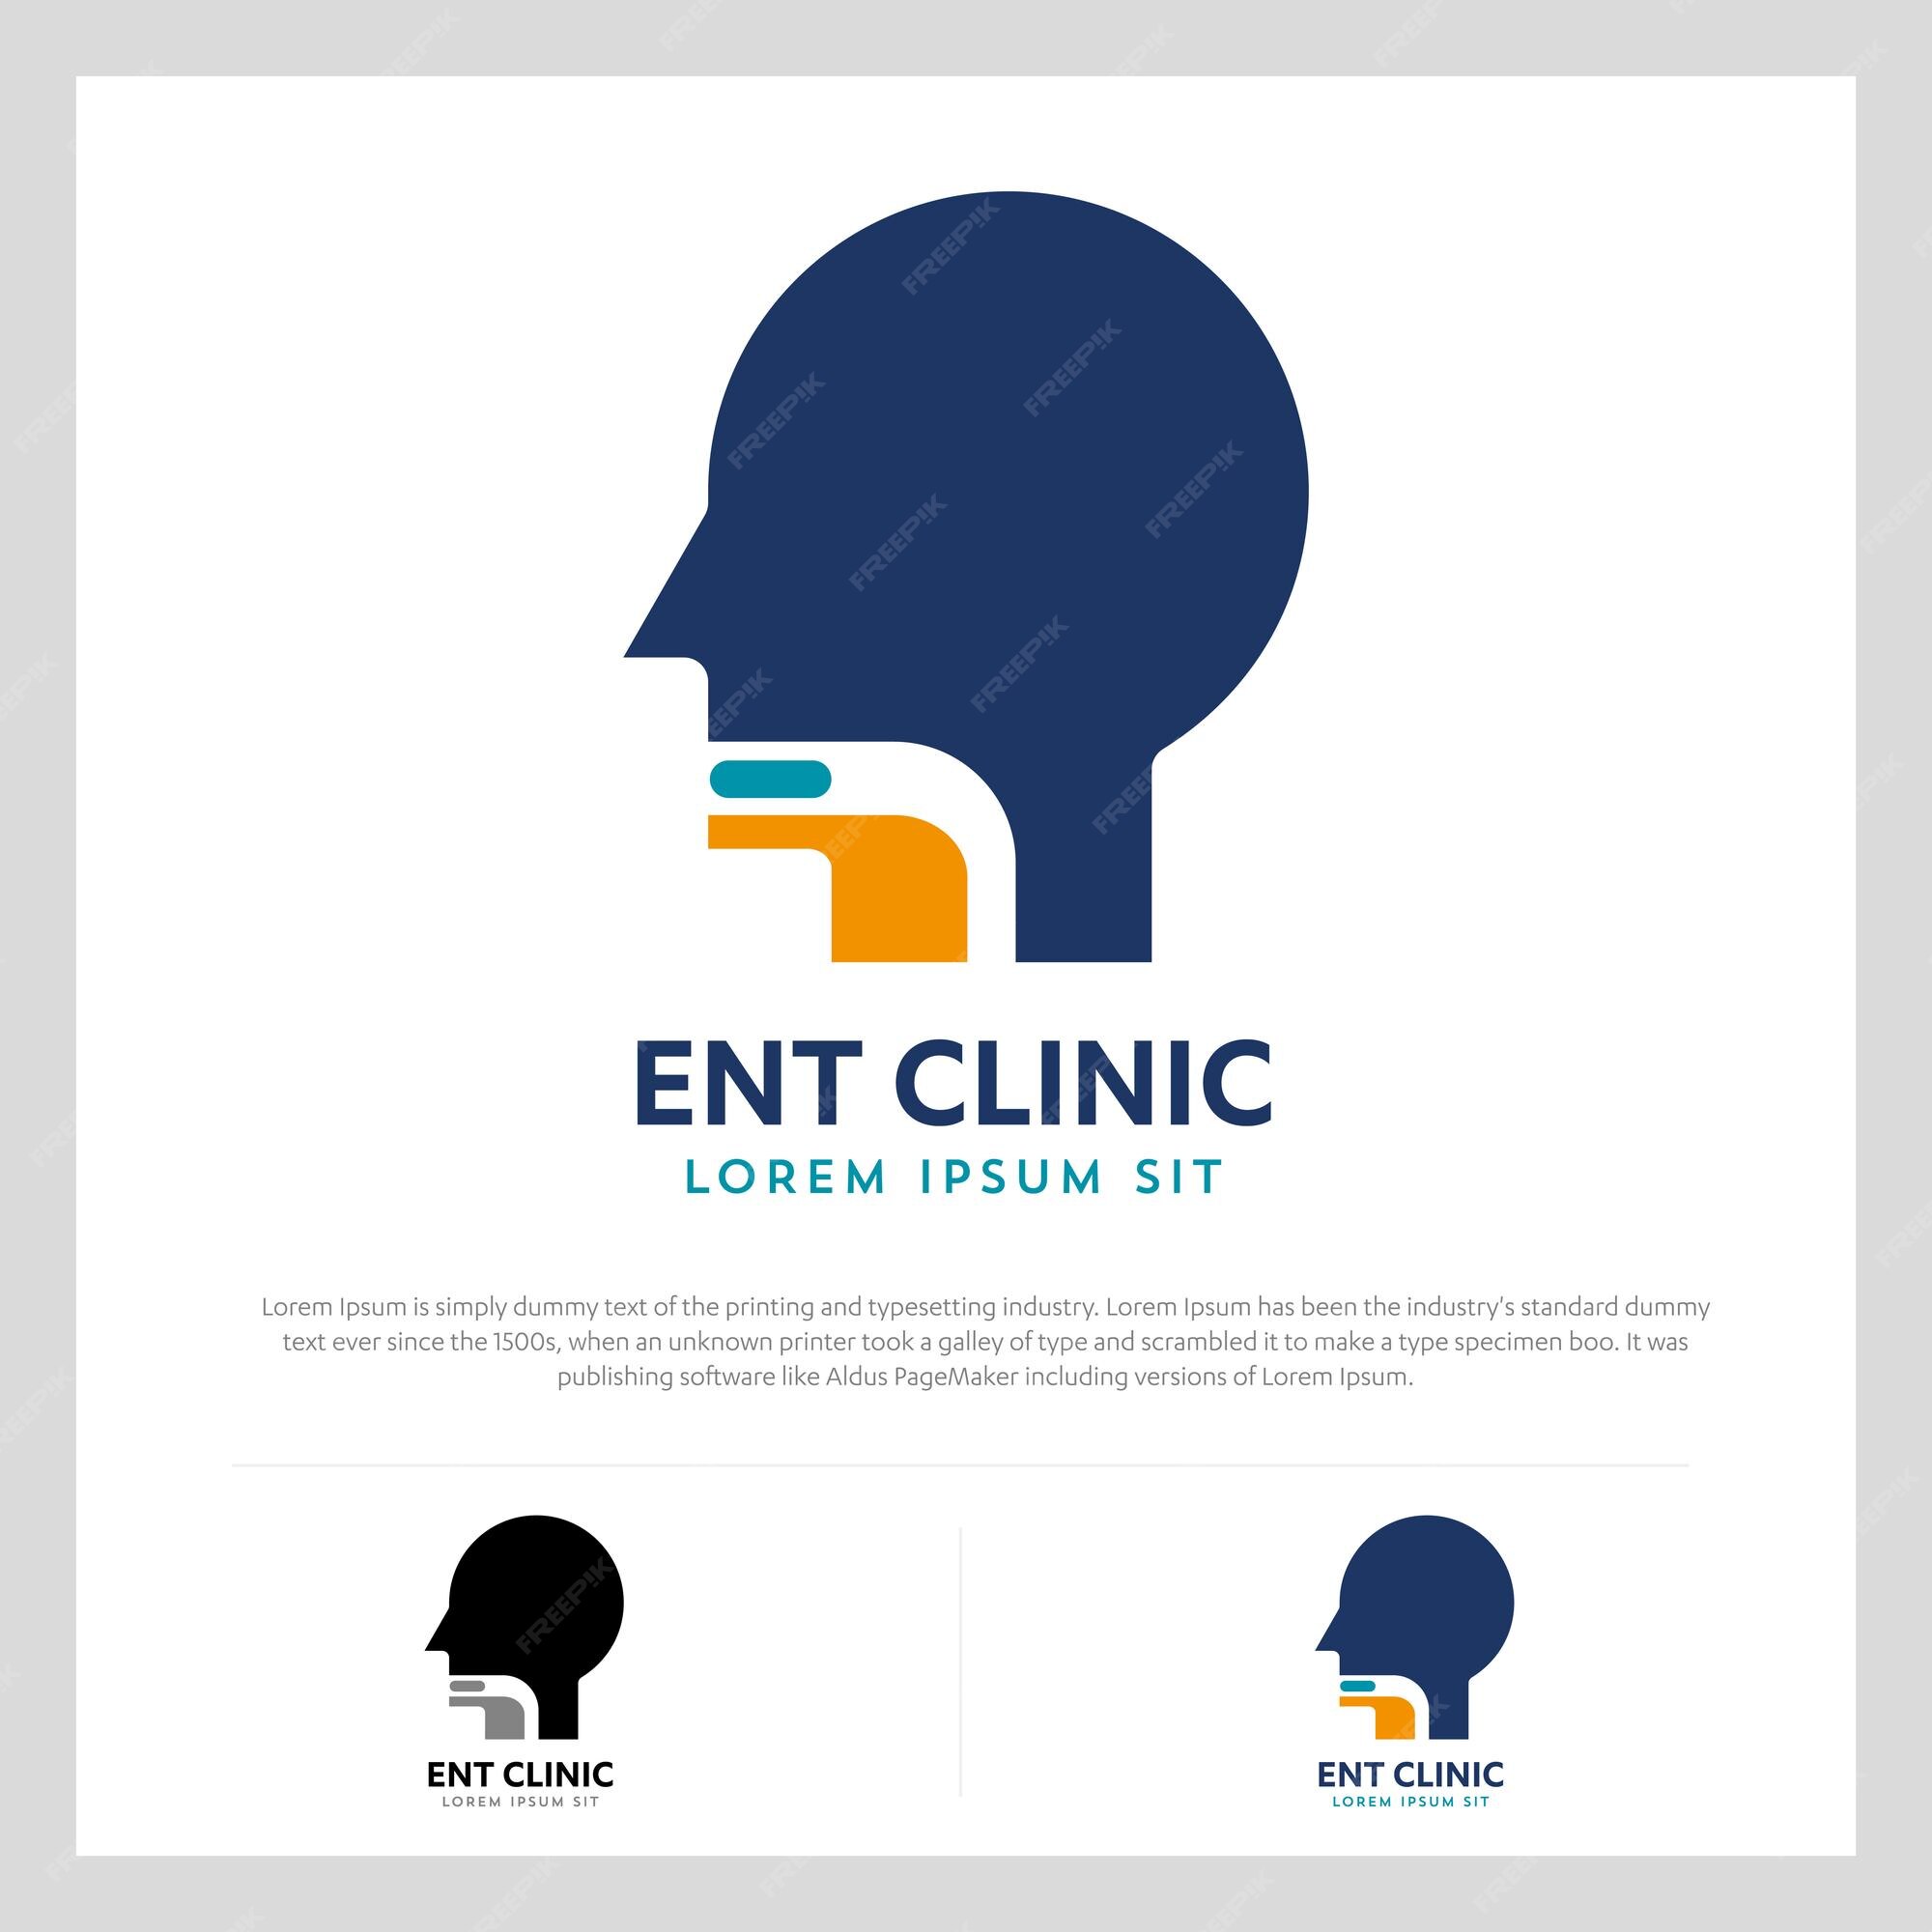 ENT CLINIC
LOREM IPSUM SIT
Lorem Ipsum is simply dummy text of the printing and typesetting industry. Lorem Ipsum has been the industry's standard dummy
text ever since the 1500s, when an unknown printer took a galley of type and scrambled it to make a type specimen boo. It was
publishing software like Aldus PageMaker including versions of Lorem Ipsum.
ENT CLINIC
LOREM IPSUM SIT
ENT CLINIC
LOREM IPSUM SIT
FREEPIK